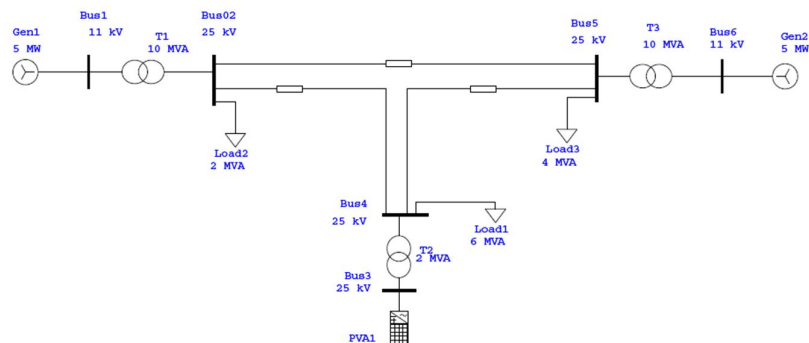 Gen1
5 MW
Bus1
11 kV
T1
10 MVA
Bus02
25 kV
Load2
2 MVA
Bus5
25 kV
T3
10 MVA
Bus6
11 kV
Gen2
5 MW
Load3
4 MVA
Bus4
25 kV
Load1
6 MVA
T2
2 MVA
Bus3
25 kV
PVA1